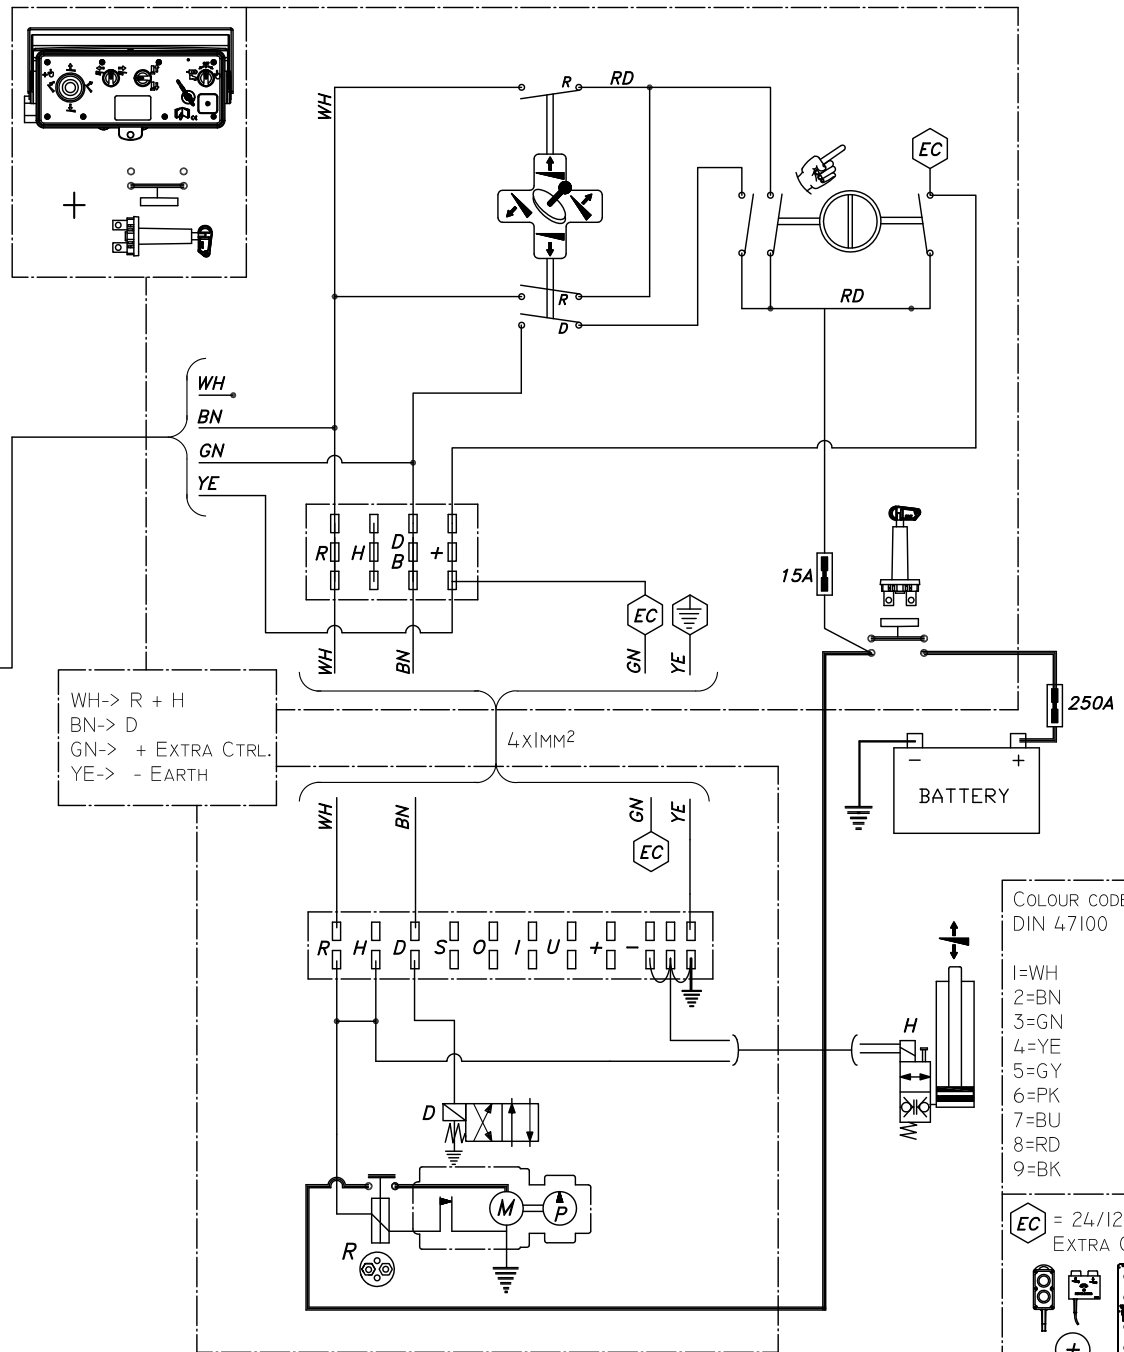 R
RD
WH
EC
+
R
D
RD
WH
BN
GN
YE
R
H
D
B
+
15A
EC
WH
BN
GN
YE
250A
WH-> R + H
BN-> D
GN-> + EXTRA CTRL.
YE-> - EARTH
4x1MM²
- +
BATTERY
WH
BN
GN
YE
EC
R H D S O I U + -
COLOUR CODE
DIN 47100
1=WH
2=BN
3=GN
4=YE
5=GY
6=PK
7=BU
8=RD
9=BK
H
D
M
P
R
EC = 24/12
EXTRA
+